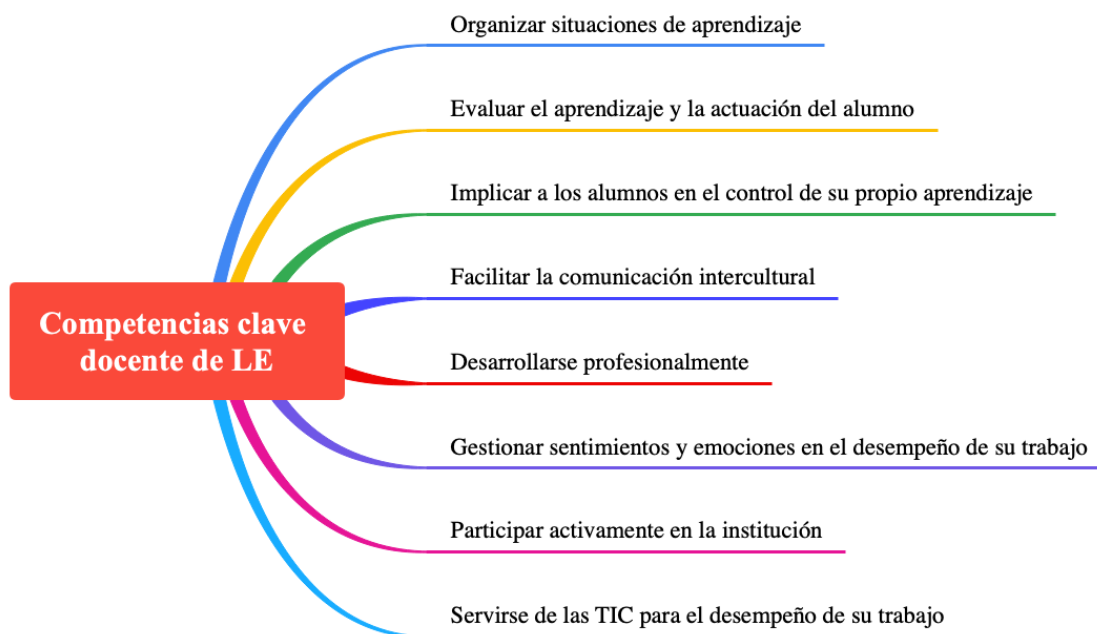 Organizar situaciones de aprendizaje
Evaluar el aprendizaje y la actuación del alumno
Implicar a los alumnos en el control de su propio aprendizaje
Facilitar la comunicación intercultural
Competencias clave
docente de LE
Desarrollarse profesionalmente
Gestionar sentimientos y emociones en el desempeño de su trabajo
Participar activamente en la institución
Servirse de las TIC para el desempeño de su trabajo